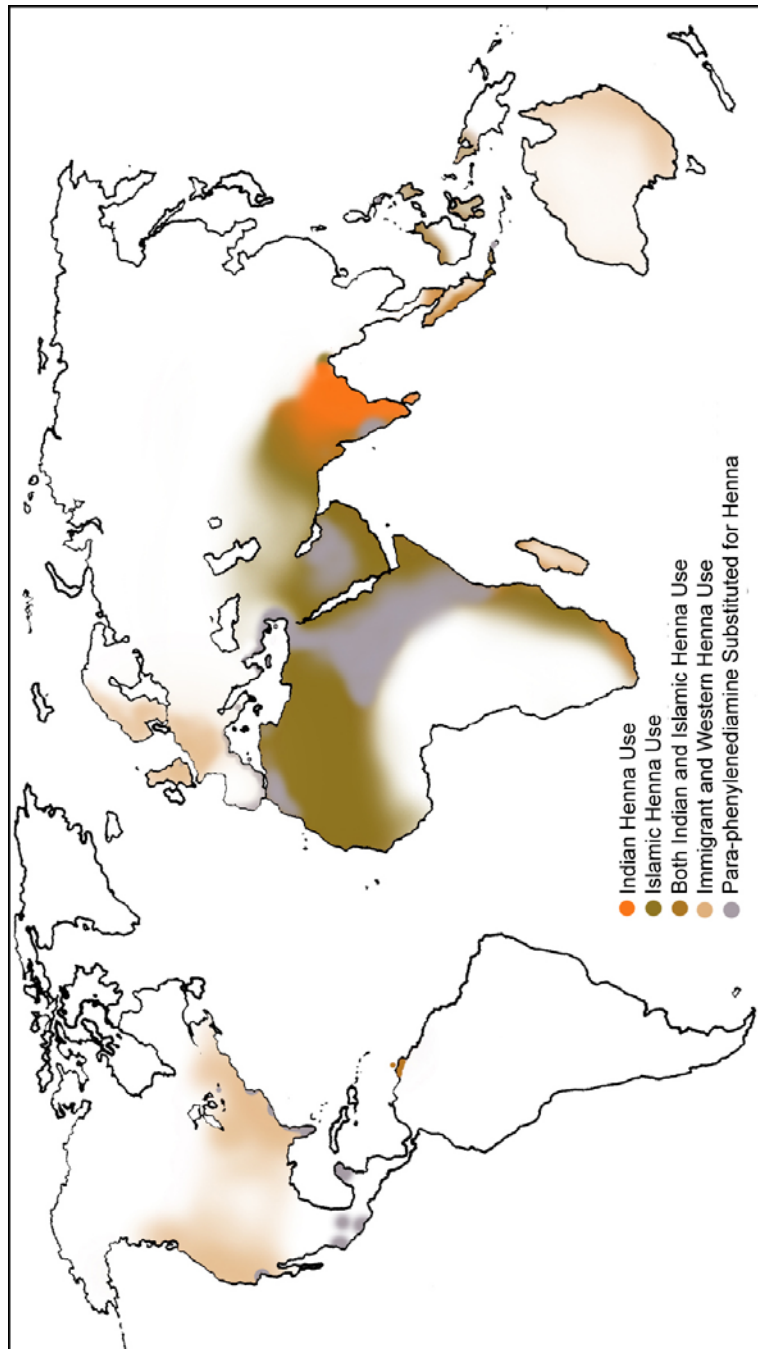 Indian Henna Use
Islamic Henna Use
Both Indian and Islamic Henna Use
Immigrant and Western Henna Use
Para-phenylenediamine Substituted for Henna